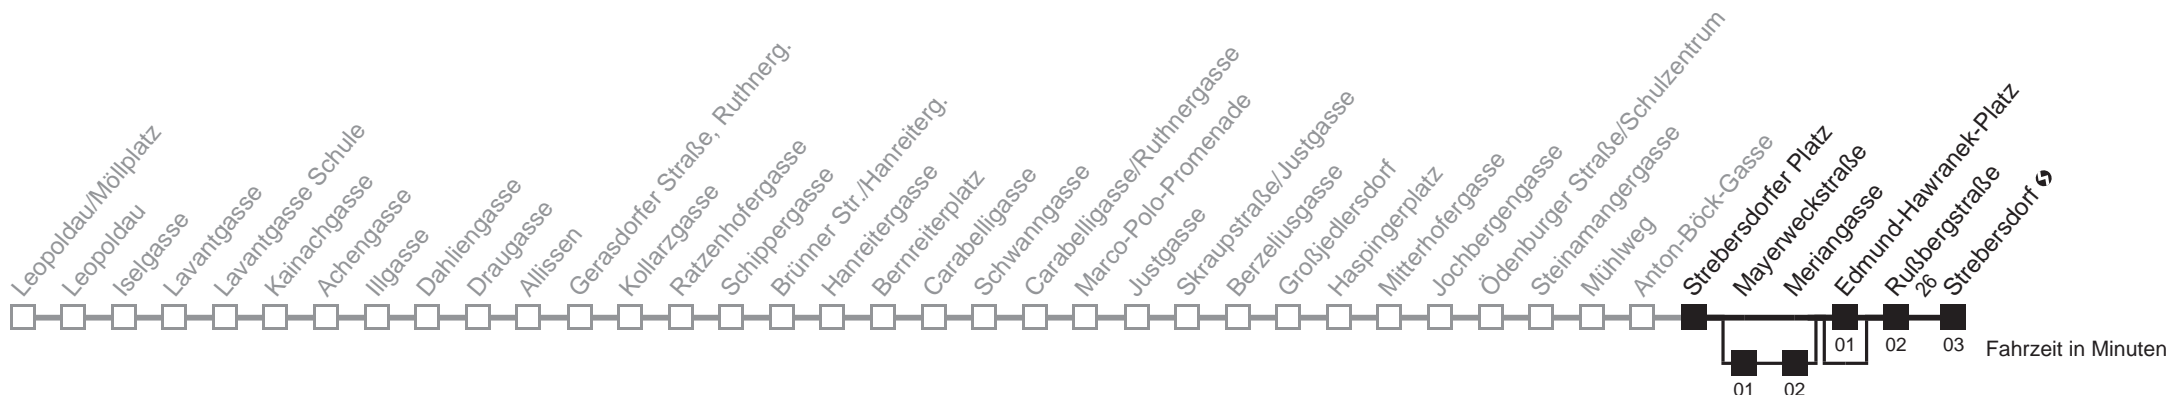 Leopoldau/Möllplatz
Leopoldau
Iselgasse
Lavantgasse
Lavantgasse Schule
Kainachgasse
Achengasse
Illgasse
Dahliengasse
Draugasse
Allissen
Gerasdorfer Straße, Ruthnerg.
Kollarzgasse
Ratzenhofergasse
Schippergasse
Brünner Str./Hanreiterg.
Hanreitergasse
Bernreiterplatz
Carabelligasse
Schwanngasse
Carabelligasse/Ruthnergasse
Marco-Polo-Promenade
Justgasse
Skraupstraße/Justgasse
Berzeliusgasse
Großjedlersdorf
Haspingerplatz
Mitterhofergasse
Jochbergengasse
Ödenburger Straße/Schulzentrum
Steinamangergasse
Mühlweg
Anton-Böck-Gasse
Strebersdorfer Platz
Mayerweckstraße
Meriangasse
Edmund-Hawranek-Platz
Rußbergstraße
26
Strebersdorf
01 02 03 Fahrzeit in Minuten
01 02